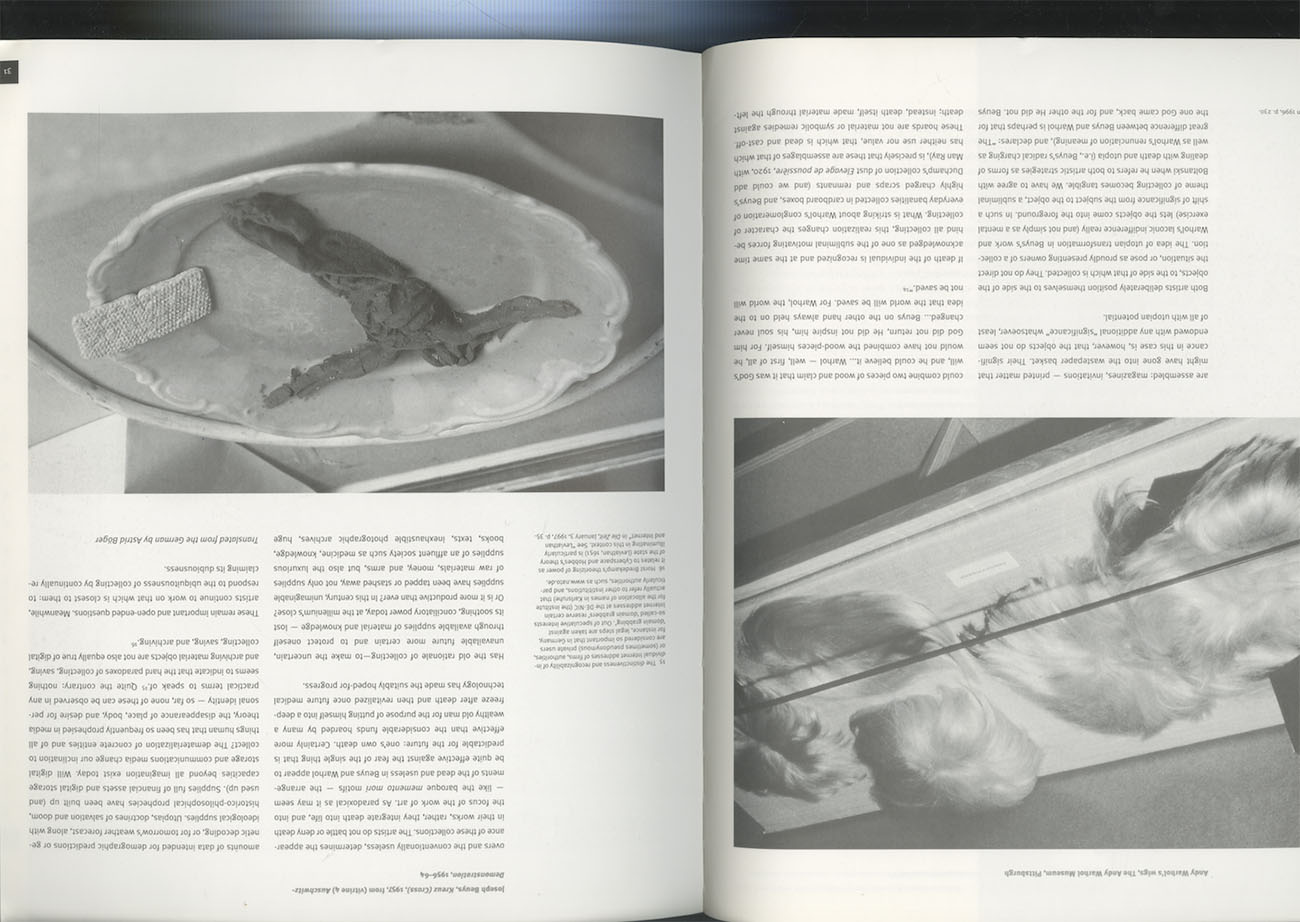 Andy Warhol's wigs, The Andy Warhol Museum, Pittsburgh
are assembled: magazines, invitations — printed matter that
might have gone into the wastepaper basket. Their signifi-
cance in this case is, however, that the objects do not seem
endowed with any additional "significance" whatsoever, least
of all with utopian potential.
Both artists deliberately position themselves to the side of the
objects, to the side of that which is collected. They do not direct
the situation, or pose as proudly presenting owners of a collec-
tion. The idea of utopian transformation in Beuys's work and
Warhol's laconic indifference really (and not simply as a mental
exercise) lets the objects come into the foreground. In such a
shift of significance from the subject to the object, a subliminal
theme of collecting becomes tangible. We have to agree with
Boltanski when he refers to both artistic strategies as forms of
dealing with death and utopia (i.e., Beuys's radical charging as
well as Warhol's renunciation of meaning), and declares: "The
great difference between Beuys and Warhol is perhaps that for
the one God came back, and for the other He did not. Beuys
1996, p. 230.
could combine two pieces of wood and claim that it was God's
will, and he could believe it... Warhol — well, first of all, he
would not have combined the wood-pieces himself. For him
God did not return, He did not inspire him, his soul never
changed.... Beuys on the other hand always held on to the
idea that the world will be saved. For Warhol, the world will
not be saved."14
If death of the individual is recognized and at the same time
acknowledged as one of the subliminal motivating forces be-
hind all collecting, this realization changes the character of
collecting. What is striking about Warhol's conglomeration of
everyday banalities collected in cardboard boxes, and Beuys's
highly charged scraps and remnants (and we could add
Duchamp's collection of dust Élevage de poussière, 1920, with
Man Ray), is precisely that these are assemblages of that which
has neither use nor value, that which is dead and cast-off.
These hoards are not material or symbolic remedies against
death; instead, death itself, made material through the left-
Joseph Beuys, Kreuz (Cross), 1957, from (vitrine 4) Auschwitz-
Demonstration, 1956–64
overs and the conventionally useless, determines the appear-
ance of these collections. The artists do not battle or deny death
in their works, rather, they integrate death into life, and into
the focus of the work of art. As paradoxical as it may seem
— like the baroque memento mori motifs — the arrange-
ments of the dead and useless in Beuys and Warhol appear to
be quite effective against the fear of the single thing that is
predictable for the future: one's own death. Certainly more
effective than the considerable funds hoarded by many a
wealthy old man for the purpose of putting himself into a deep-
freeze after death and then revitalized once future medical
technology has made the suitably hoped-for progress.
Has the old rationale of collecting—to make the uncertain,
unavailable future more certain and to protect oneself
through available supplies of material and knowledge — lost
its soothing, conciliatory power today, at the millenium's close?
Or is it more productive than ever? In this century, unimaginable
supplies have been tapped or stashed away, not only supplies
of raw materials, money, and arms, but also the luxurious
supplies of an affluent society such as medicine, knowledge,
books, texts, inexhaustible photographic archives, huge
amounts of data intended for demographic predictions or ge-
netic decoding, or for tomorrow's weather forecast, along with
ideological supplies. Utopias, doctrines of salvation and doom,
historico-philosophical prophecies have been built up (and
used up). Supplies full of financial assets and digital storage
capacities beyond all imagination exist today. Will digital
storage and communications media change our inclination to
collect? The dematerialization of concrete entities and of all
things human that has been so frequently prophesied in media
theory, the disappearance of place, body, and desire for per-
sonal identity — so far, none of these can be observed in any
practical terms to speak of.15 Quite the contrary: nothing
seems to indicate that the hard paradoxes of collecting, saving,
and archiving material objects are not also equally true of digital
collecting, saving, and archiving.16
These remain important and open-ended questions. Meanwhile,
artists continue to work on that which is closest to them: to
respond to the ubiquitousness of collecting by continually re-
claiming its dubiousness.
Translated from the German by Astrid Böger
15. The distinctiveness and recognizability of in-
dividual Internet addresses of firms, authorities,
or (sometimes pseudonymous) private users
are considered so important that in Germany,
for instance, legal steps are taken against
'domain grabbing'. Out of speculative interests
so-called domain grabbers reserve certain
Internet addresses at the DE-NIC (the institute
for the allocation of names in Karlsruhe) that
actually refer to other institutions, and par-
ticularly authorities, such as www.nato.de.
16. Horst Bredekamp's theorizing of power as
it relates to Cyberspace and Hobbes's theory
of the state (Leviathan, 1651) is particularly
illuminating in this context. See "Leviathan
and Internet" in Die Zeit, January 3, 1997, p. 35.
31